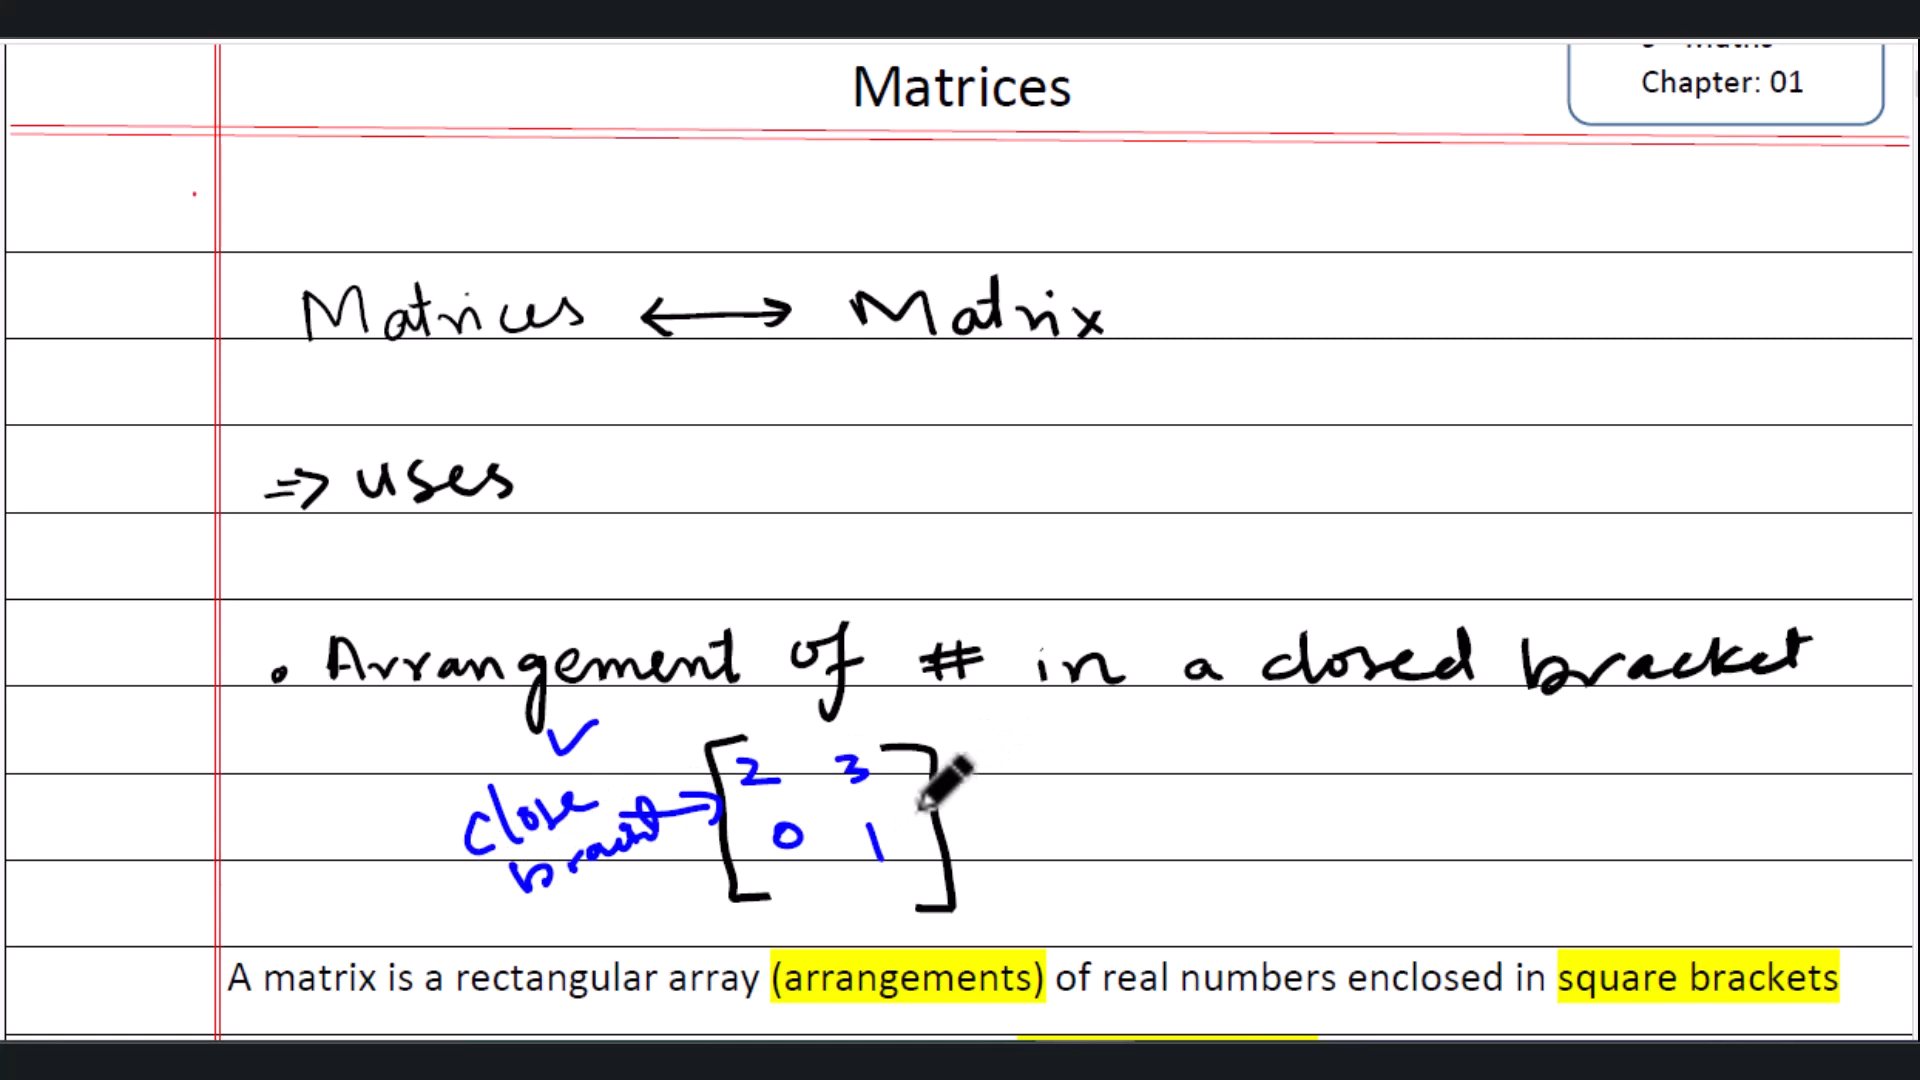 Matrices
Chapter: 01
Matrices ⟷ Matrix
⇒ uses
. Arrangement of # in a closed bracket
[2 3
0 1]
close
A matrix is a rectangular array (arrangements) of real numbers enclosed in square brackets